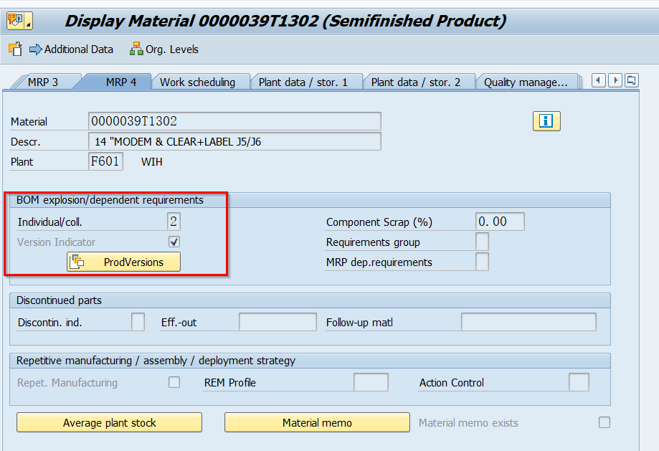 Display Material 0000039T1302 (Semifinished Product)
Additional Data Org. Levels
MRP 3 MRP 4 Work scheduling Plant data / stor. 1 Plant data / stor. 2 Quality manage...
Material 0000039T1302
Descr. 14 "MODEM & CLEAR+LABEL J5/J6
Plant F601 WIH
BOM explosion/dependent requirements
Individual/coll. 2 Component Scrap (%) 0.00
Version Indicator Requirements group
ProdVersions MRP dep.requirements
Discontinued parts
Discontin. ind. Eff.-out Follow-up matl
Repetitive manufacturing / assembly / deployment strategy
Repet. Manufacturing REM Profile Action Control
Average plant stock Material memo Material memo exists